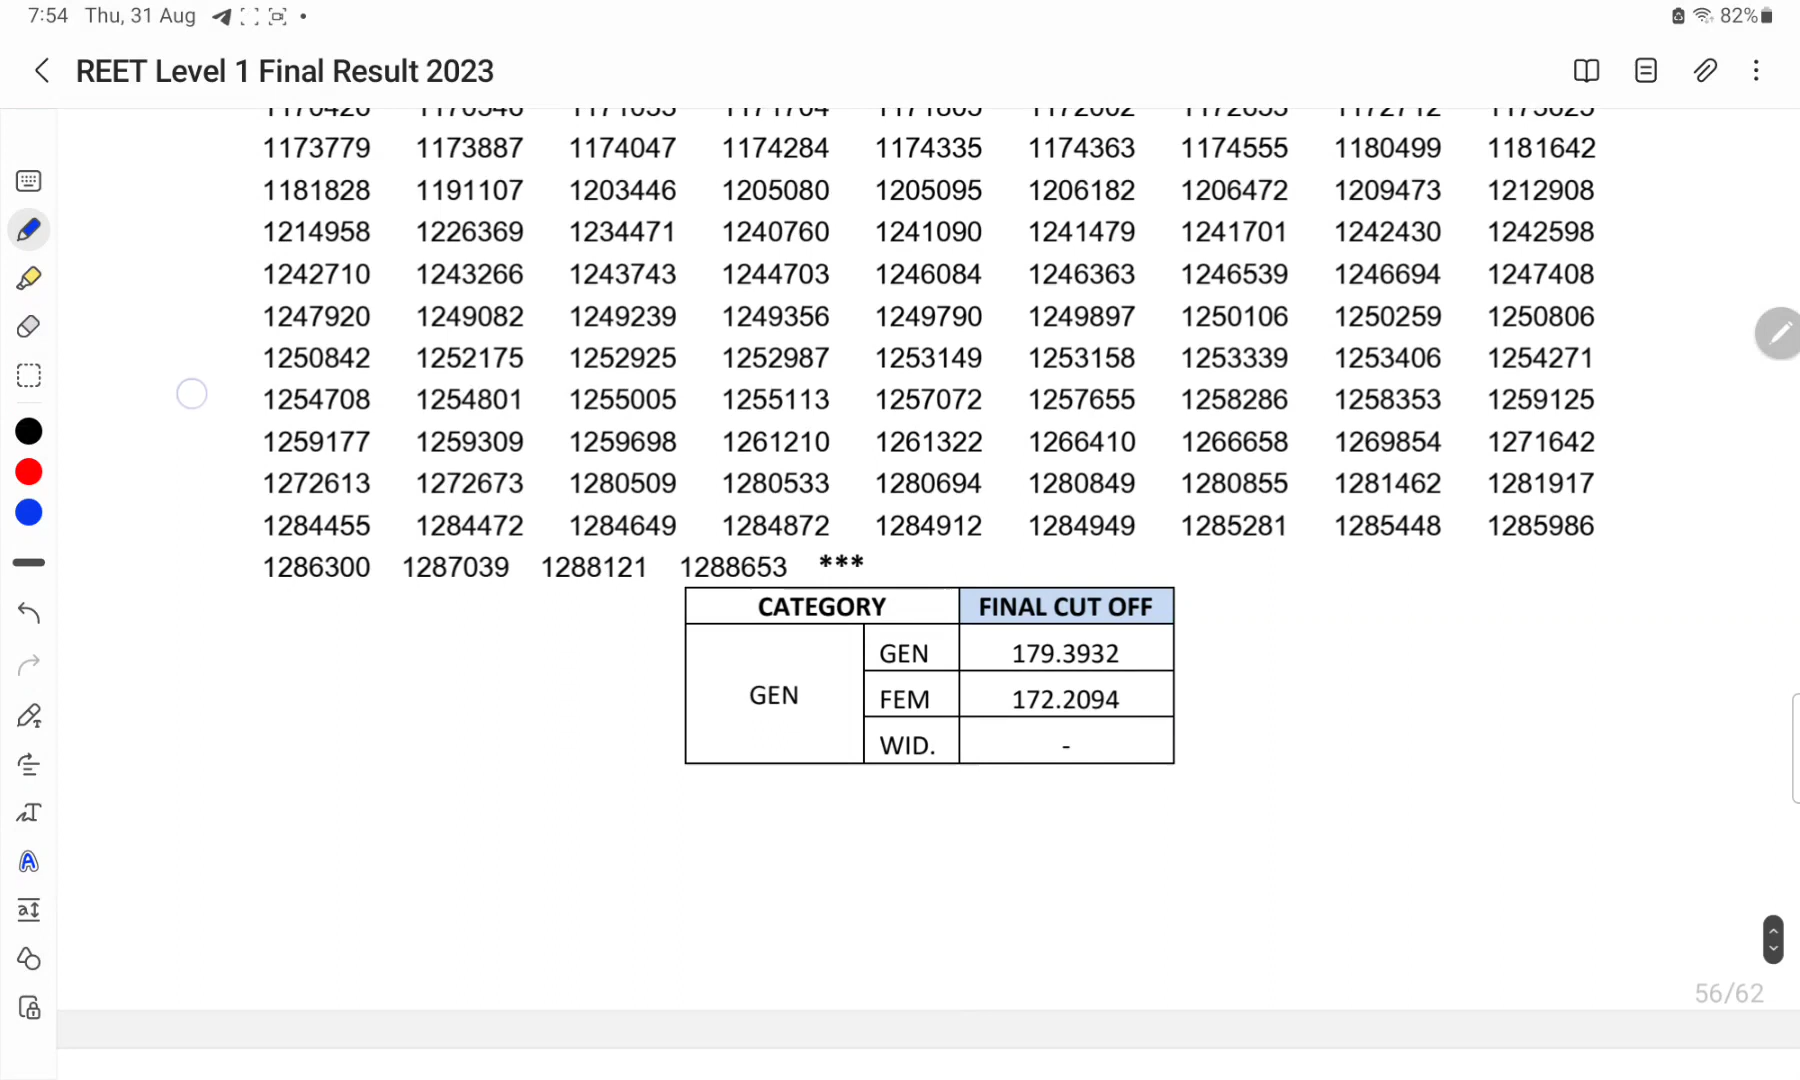 7:54 Thu, 31 Aug 82%
REET Level 1 Final Result 2023
1173779 1173887 1174047 1174284 1174335 1174363 1174555 1180499 1181642
1181828 1191107 1203446 1205080 1205095 1206182 1206472 1209473 1212908
1214958 1226369 1234471 1240760 1241090 1241479 1241701 1242430 1242598
1242710 1243266 1243743 1244703 1246084 1246363 1246539 1246694 1247408
1247920 1249082 1249239 1249356 1249790 1249897 1250106 1250259 1250806
1250842 1252175 1252925 1252987 1253149 1253158 1253339 1253406 1254271
1254708 1254801 1255005 1255113 1257072 1257655 1258286 1258353 1259125
1259177 1259309 1259698 1261210 1261322 1266410 1266658 1269854 1271642
1272613 1272673 1280509 1280533 1280694 1280849 1280855 1281462 1281917
1284455 1284472 1284649 1284872 1284912 1284949 1285281 1285448 1285986
1286300 1287039 1288121 1288653 ***
CATEGORY FINAL CUT OFF
GEN GEN 179.3932
FEM 172.2094
WID. -
56/62